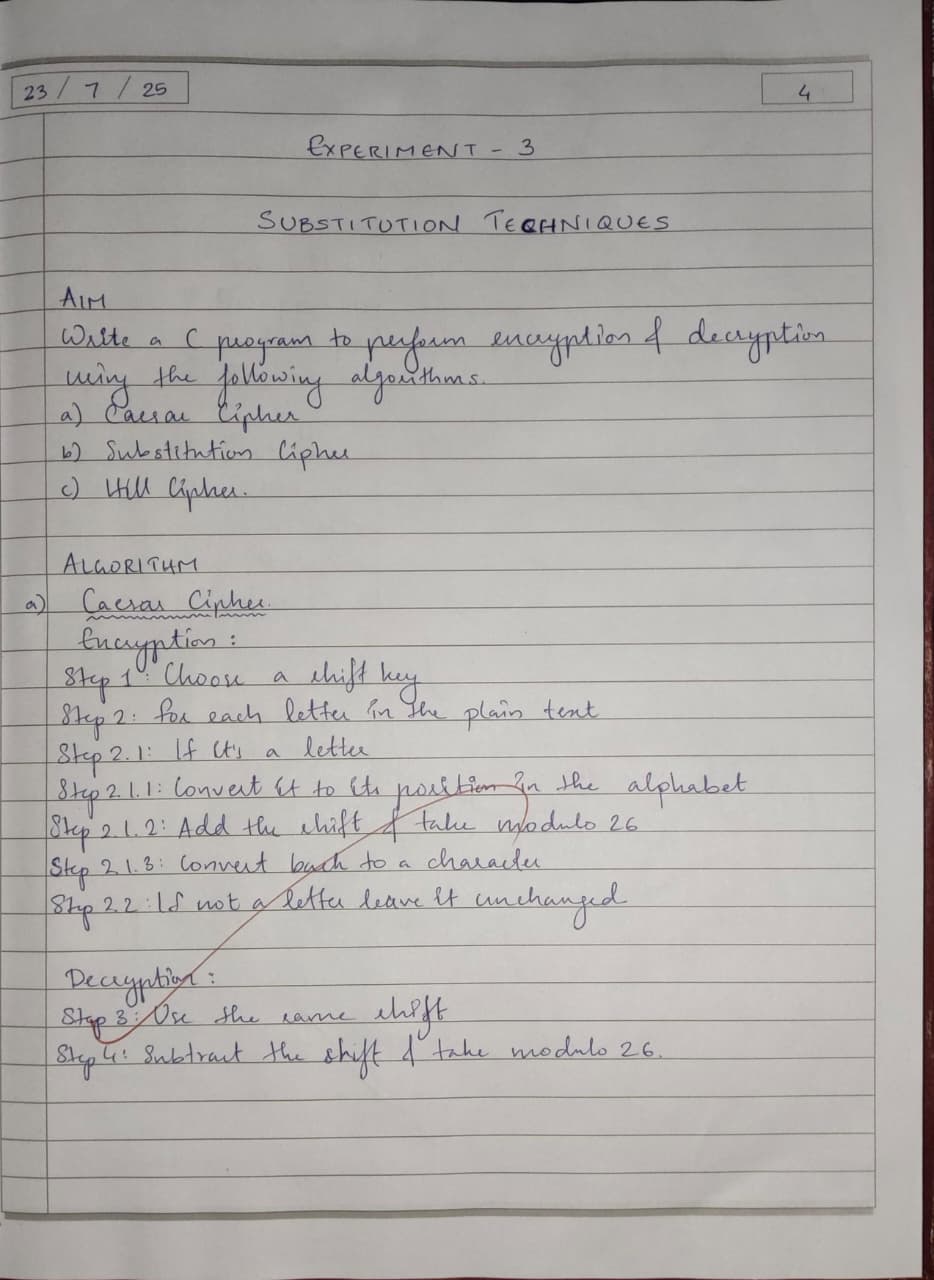 23 / 7 / 25
4
EXPERIMENT - 3
SUBSTITUTION TECHNIQUES
AIM
Write a C program to perform encryption & decryption
using the following algorithms.
a) Caesar Cipher
b) Substitution Cipher
c) Hill Cipher.
ALGORITHM
a) Caesar Cipher.
Encryption :
Step 1: Choose a shift key
Step 2: For each letter in the plain text
Step 2.1: If it's a letter
Step 2.1.1: Convert it to its position in the alphabet
Step 2.1.2: Add the shift & take modulo 26
Step 2.1.3: Convert back to a character
Step 2.2: If not a letter leave it unchanged
Decryption :
Step 3: Use the same shift
Step 4: Subtract the shift & take modulo 26.